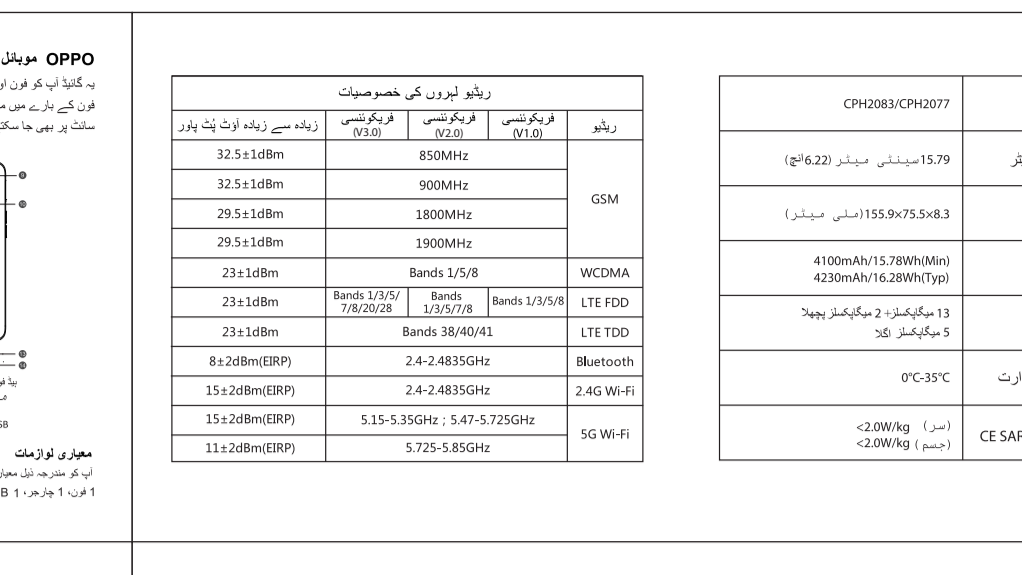 OPPO موبائل
یہ گائیڈ آپ کو فون
فون کے بارے میں
سائٹ پر بھی جا
معیاری لوازمات
آپ کو مندرجہ ذیل
1 فون، 1 چارجر، 1
ریڈیو لہروں کی خصوصیات
ریڈیو فریکوئنسی (V1.0) فریکوئنسی (V2.0) فریکوئنسی (V3.0) زیادہ سے زیادہ آؤٹ پُٹ پاور
GSM
850MHz 32.5±1dBm
900MHz 32.5±1dBm
1800MHz 29.5±1dBm
1900MHz 29.5±1dBm
WCDMA Bands 1/5/8 23±1dBm
LTE FDD Bands 1/3/5/8 Bands 1/3/5/7/8 Bands 1/3/5/7/8/20/28 23±1dBm
LTE TDD Bands 38/40/41 23±1dBm
Bluetooth 2.4-2.4835GHz 8±2dBm(EIRP)
2.4G Wi-Fi 2.4-2.4835GHz 15±2dBm(EIRP)
5G Wi-Fi
5.15-5.35GHz ; 5.47-5.725GHz 15±2dBm(EIRP)
5.725-5.85GHz 11±2dBm(EIRP)
CPH2083/CPH2077
15.79سینٹی میٹر (6.22انچ)
155.9×75.5×8.3(ملی میٹر)
4100mAh/15.78Wh(Min)
4230mAh/16.28Wh(Typ)
13 میگاپکسلز+ 2 میگاپکسلز پچھلا
5 میگاپکسلز اگلا
0°C-35°C
CE SAR
<2.0W/kg (سر)
<2.0W/kg (جسم)